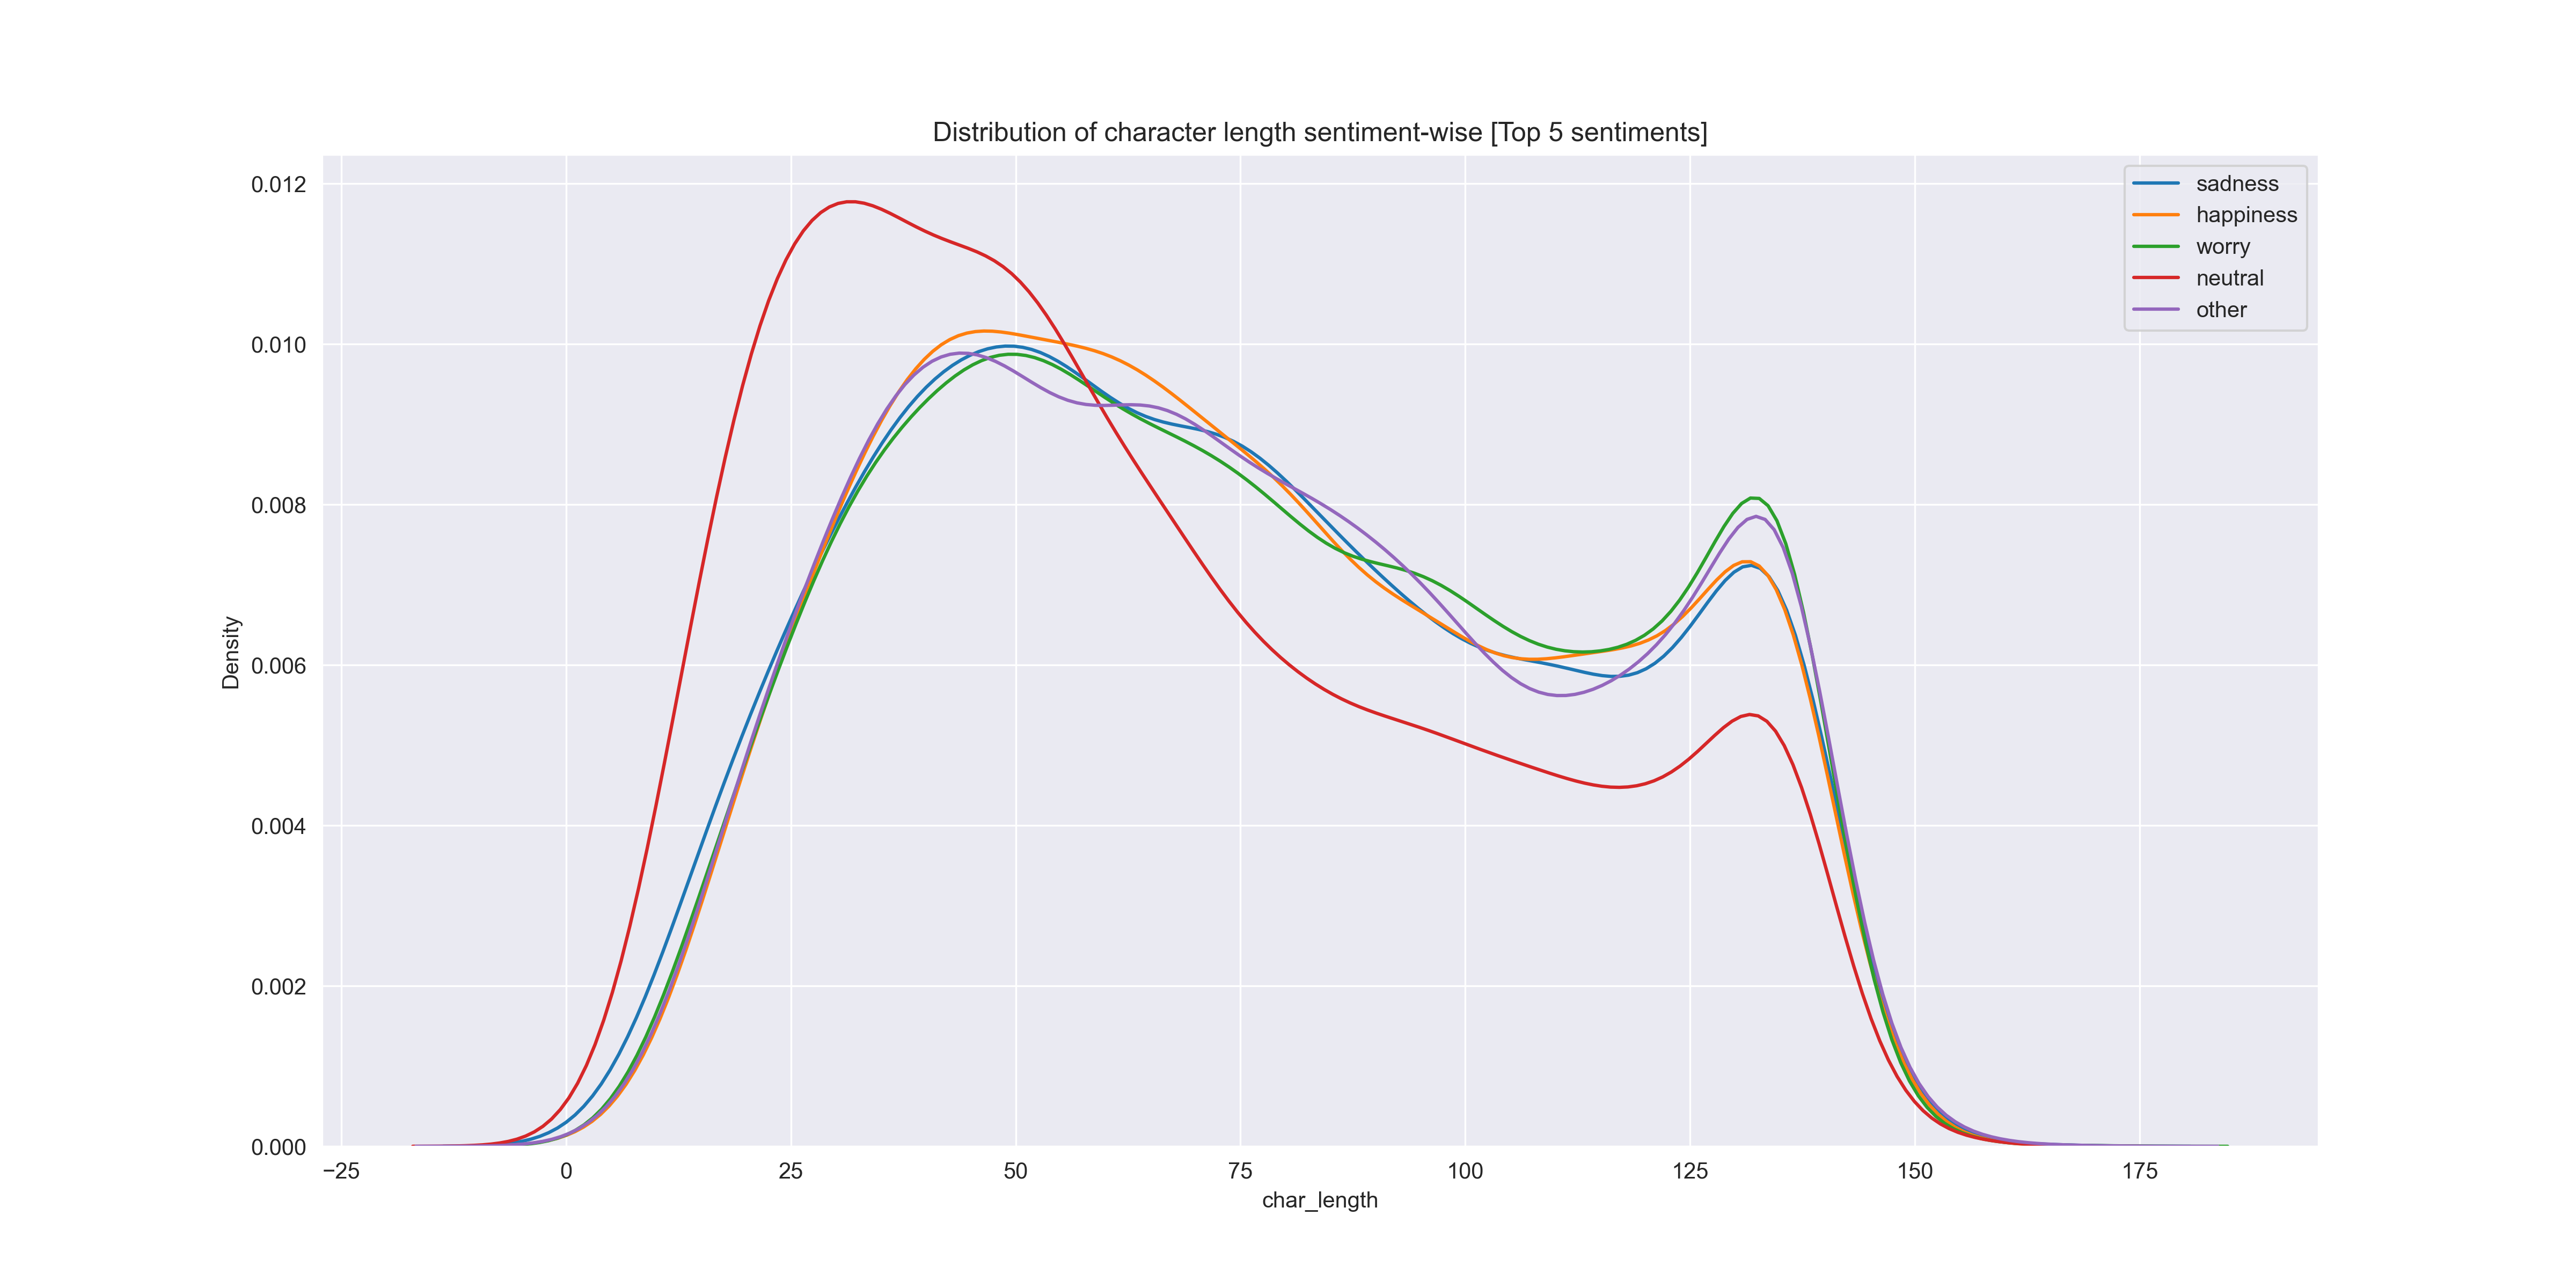 Distribution of character length sentiment-wise [Top 5 sentiments]
0.012
0.010
0.008
0.006
0.004
0.002
0.000
Density
sadness
happiness
worry
neutral
other
−25 0 25 50 75 100 125 150 175
char_length